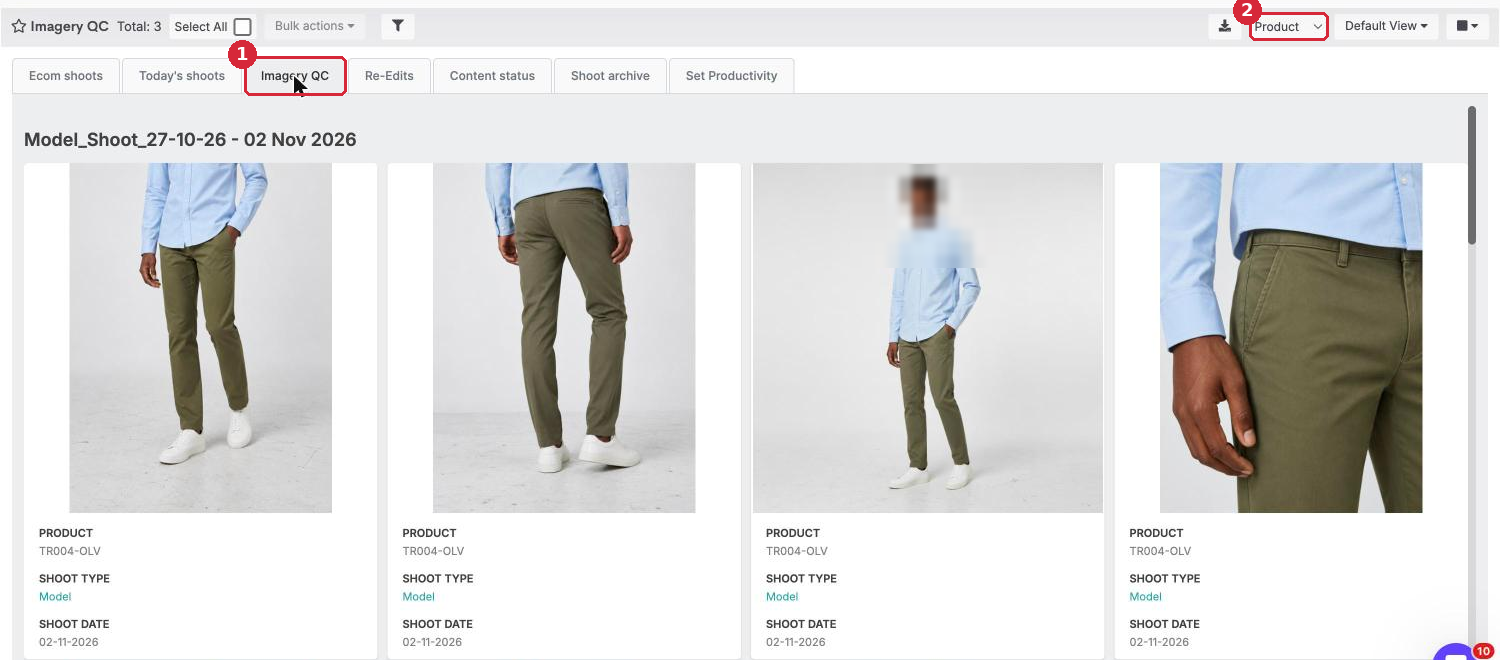 Imagery QC Total: 3 Select All Bulk actions 2 Product Default View
1
Ecom shoots Today's shoots Imagery QC Re-Edits Content status Shoot archive Set Productivity
Model_Shoot_27-10-26 - 02 Nov 2026
PRODUCT PRODUCT PRODUCT PRODUCT
TR004-OLV TR004-OLV TR004-OLV TR004-OLV
SHOOT TYPE SHOOT TYPE SHOOT TYPE SHOOT TYPE
Model Model Model Model
SHOOT DATE SHOOT DATE SHOOT DATE SHOOT DATE
02-11-2026 02-11-2026 02-11-2026 02-11-2026
10